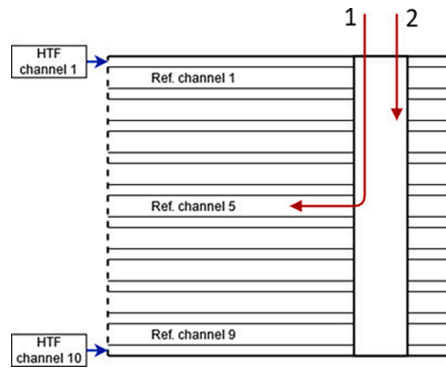 1
2
HTF
channel 1
Ref. channel 1
Ref. channel 5
Ref. channel 9
HTF
channel 10